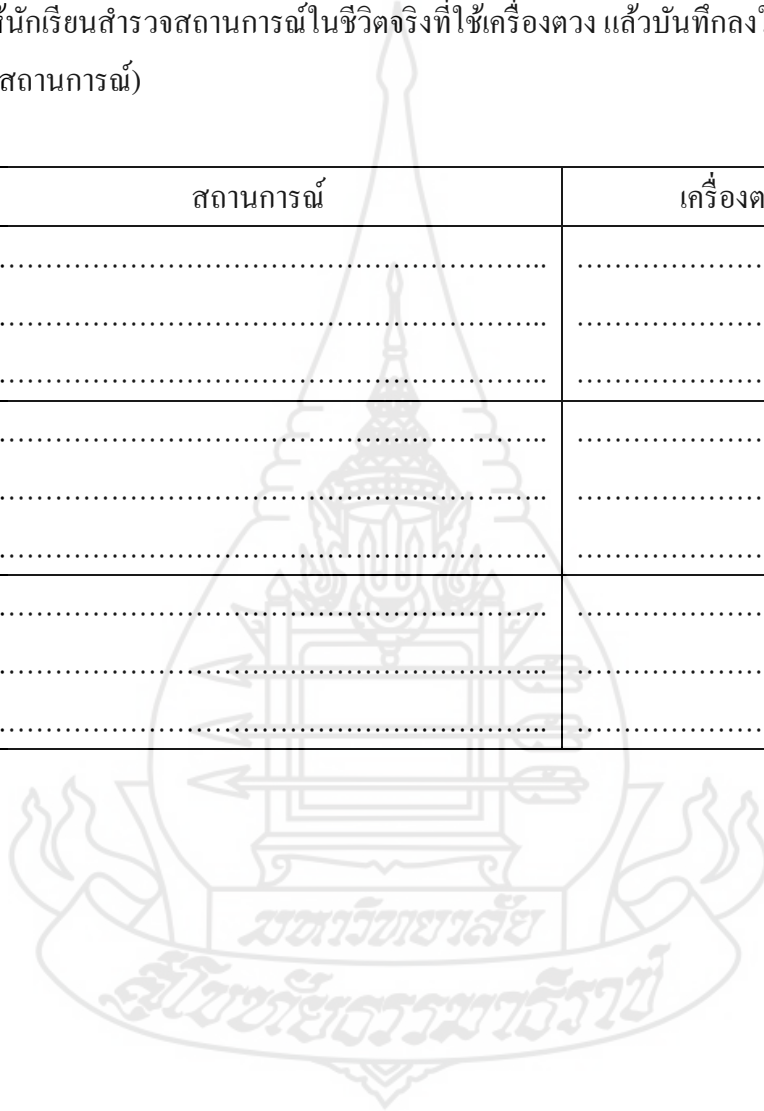 ห้นักเรียนสำรวจสถานการณ์ในชีวิตจริงที่ใช้เครื่องตวง แล้วบันทึกลงใ
สถานการณ์)
สถานการณ์ เครื่องต
มหาวิทยาลัย
สุโขทัยธรรมาธิราช